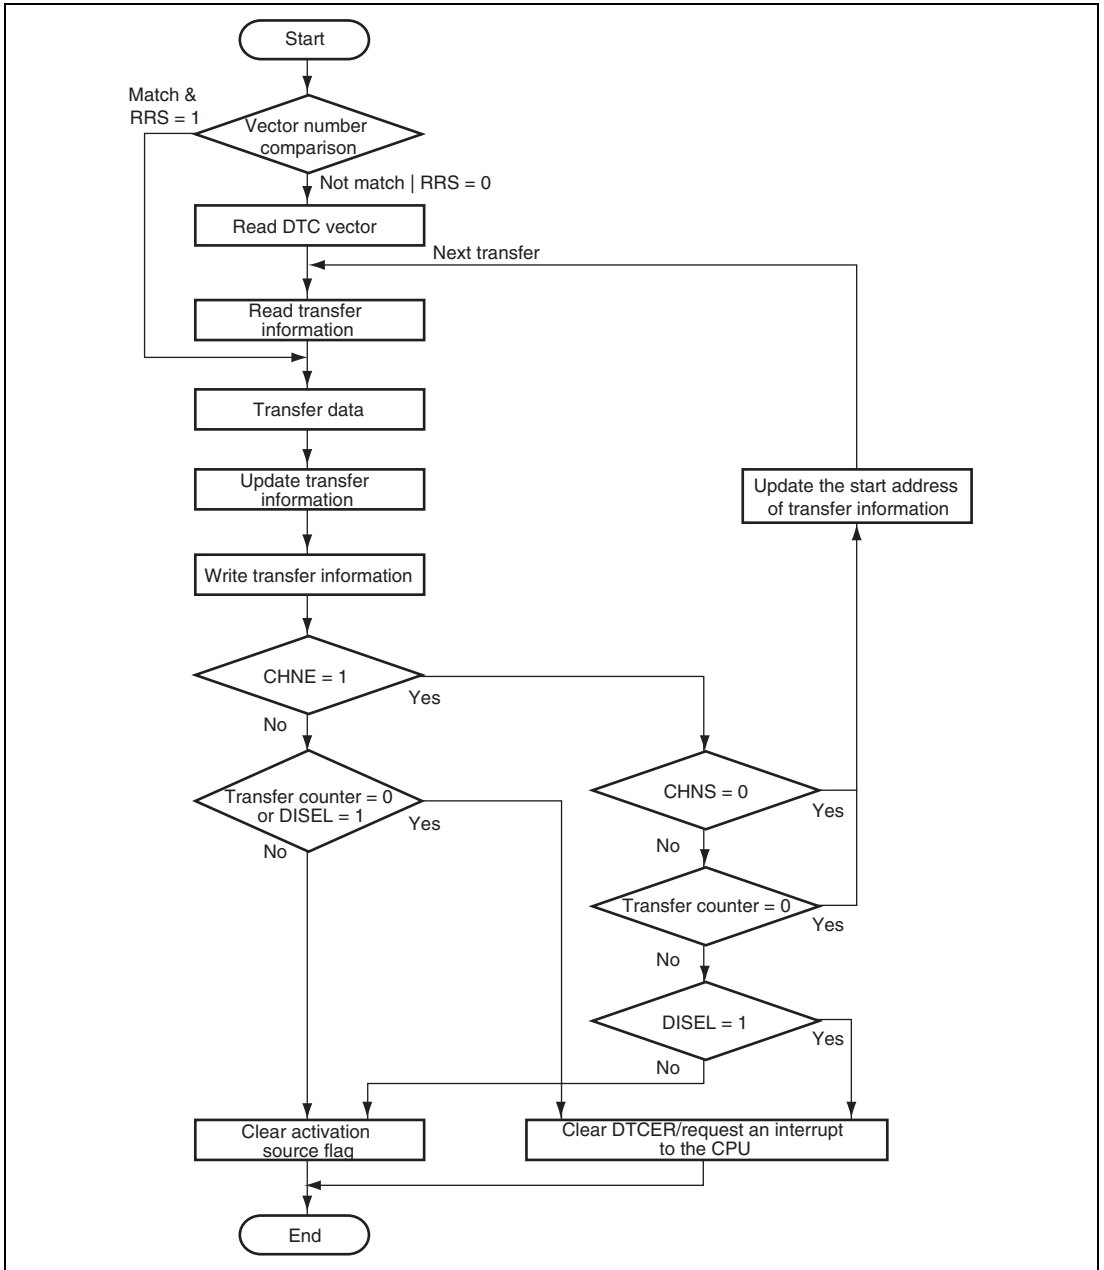 Start
Match &
RRS = 1
Vector number
comparison
Not match | RRS = 0
Read DTC vector
Next transfer
Read transfer
information
Transfer data
Update transfer
information
Update the start address
of transfer information
Write transfer information
CHNE = 1
Yes
No
Transfer counter = 0
or DISEL = 1
Yes
No
CHNS = 0
Yes
No
Transfer counter = 0
Yes
No
DISEL = 1
Yes
No
Clear activation
source flag
Clear DTCER/request an interrupt
to the CPU
End